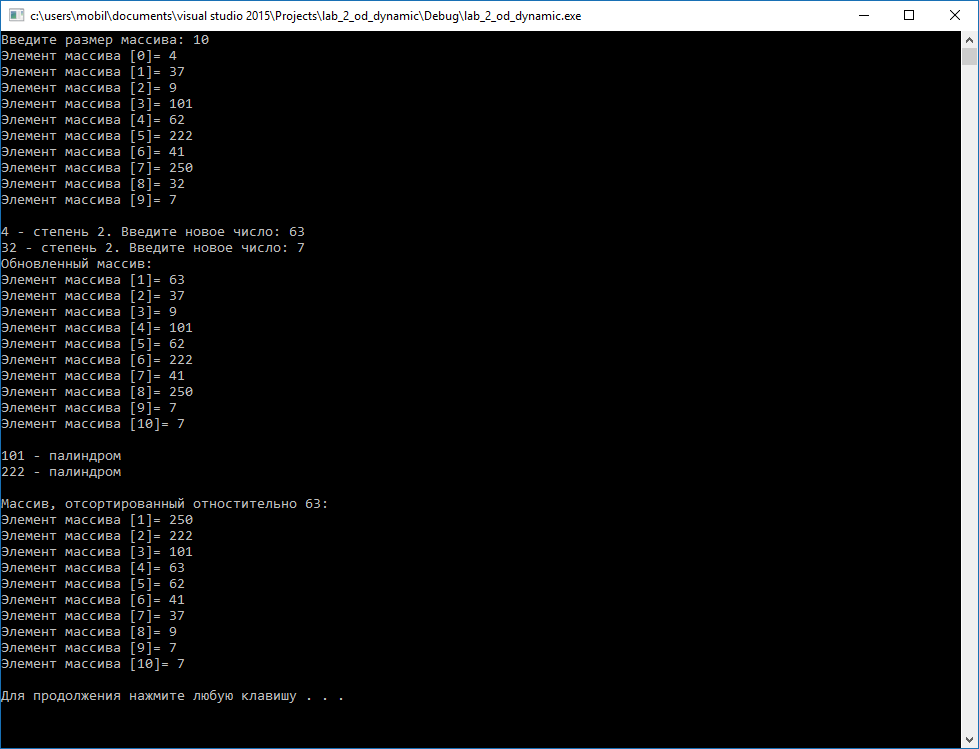 c:\users\mobil\documents\visual studio 2015\Projects\lab_2_od_dynamic\Debug\lab_2_od_dynamic.exe
Введите размер массива: 10
Элемент массива [0]= 4
Элемент массива [1]= 37
Элемент массива [2]= 9
Элемент массива [3]= 101
Элемент массива [4]= 62
Элемент массива [5]= 222
Элемент массива [6]= 41
Элемент массива [7]= 250
Элемент массива [8]= 32
Элемент массива [9]= 7
4 - степень 2. Введите новое число: 63
32 - степень 2. Введите новое число: 7
Обновленный массив:
Элемент массива [1]= 63
Элемент массива [2]= 37
Элемент массива [3]= 9
Элемент массива [4]= 101
Элемент массива [5]= 62
Элемент массива [6]= 222
Элемент массива [7]= 41
Элемент массива [8]= 250
Элемент массива [9]= 7
Элемент массива [10]= 7
101 - палиндром
222 - палиндром
Массив, отсортированный отностительно 63:
Элемент массива [1]= 250
Элемент массива [2]= 222
Элемент массива [3]= 101
Элемент массива [4]= 63
Элемент массива [5]= 62
Элемент массива [6]= 41
Элемент массива [7]= 37
Элемент массива [8]= 9
Элемент массива [9]= 7
Элемент массива [10]= 7
Для продолжения нажмите любую клавишу . . .